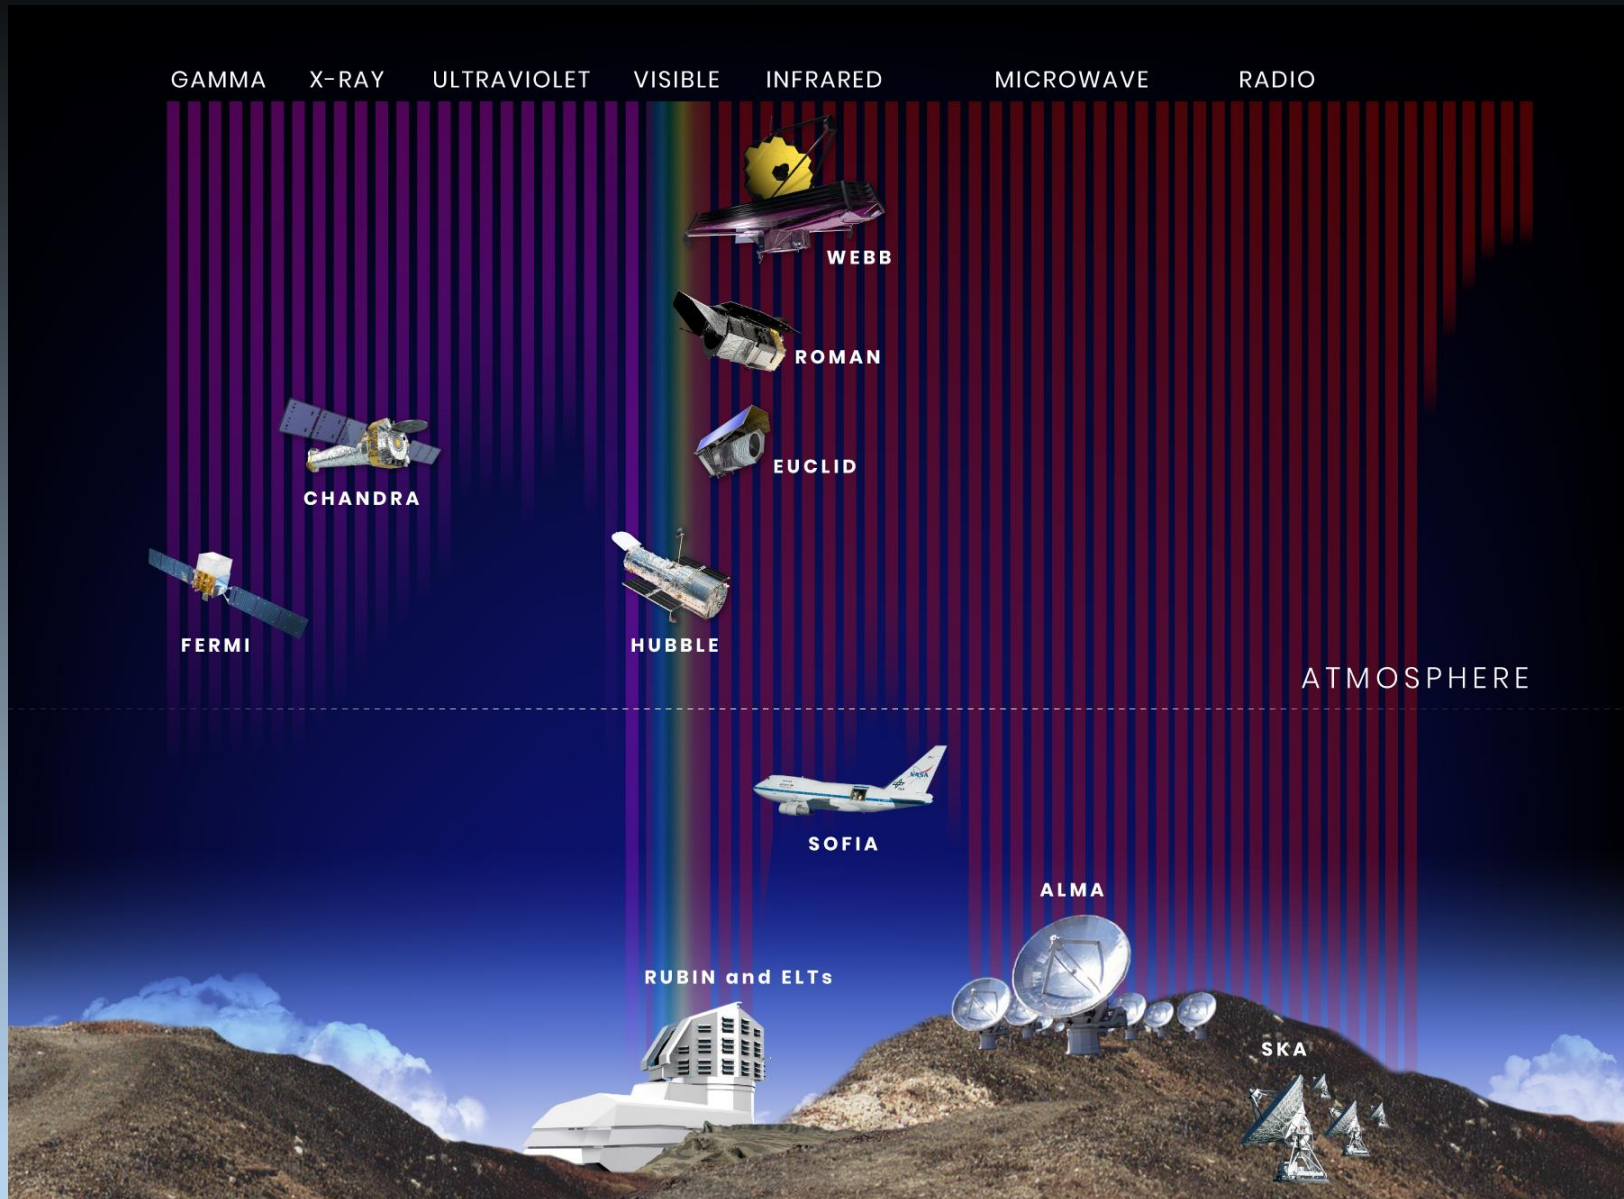 GAMMA X-RAY ULTRAVIOLET VISIBLE INFRARED MICROWAVE RADIO
WEBB
ROMAN
EUCLID
CHANDRA
FERMI
HUBBLE
ATMOSPHERE
NASA
SOFIA
ALMA
RUBIN and ELTs
SKA